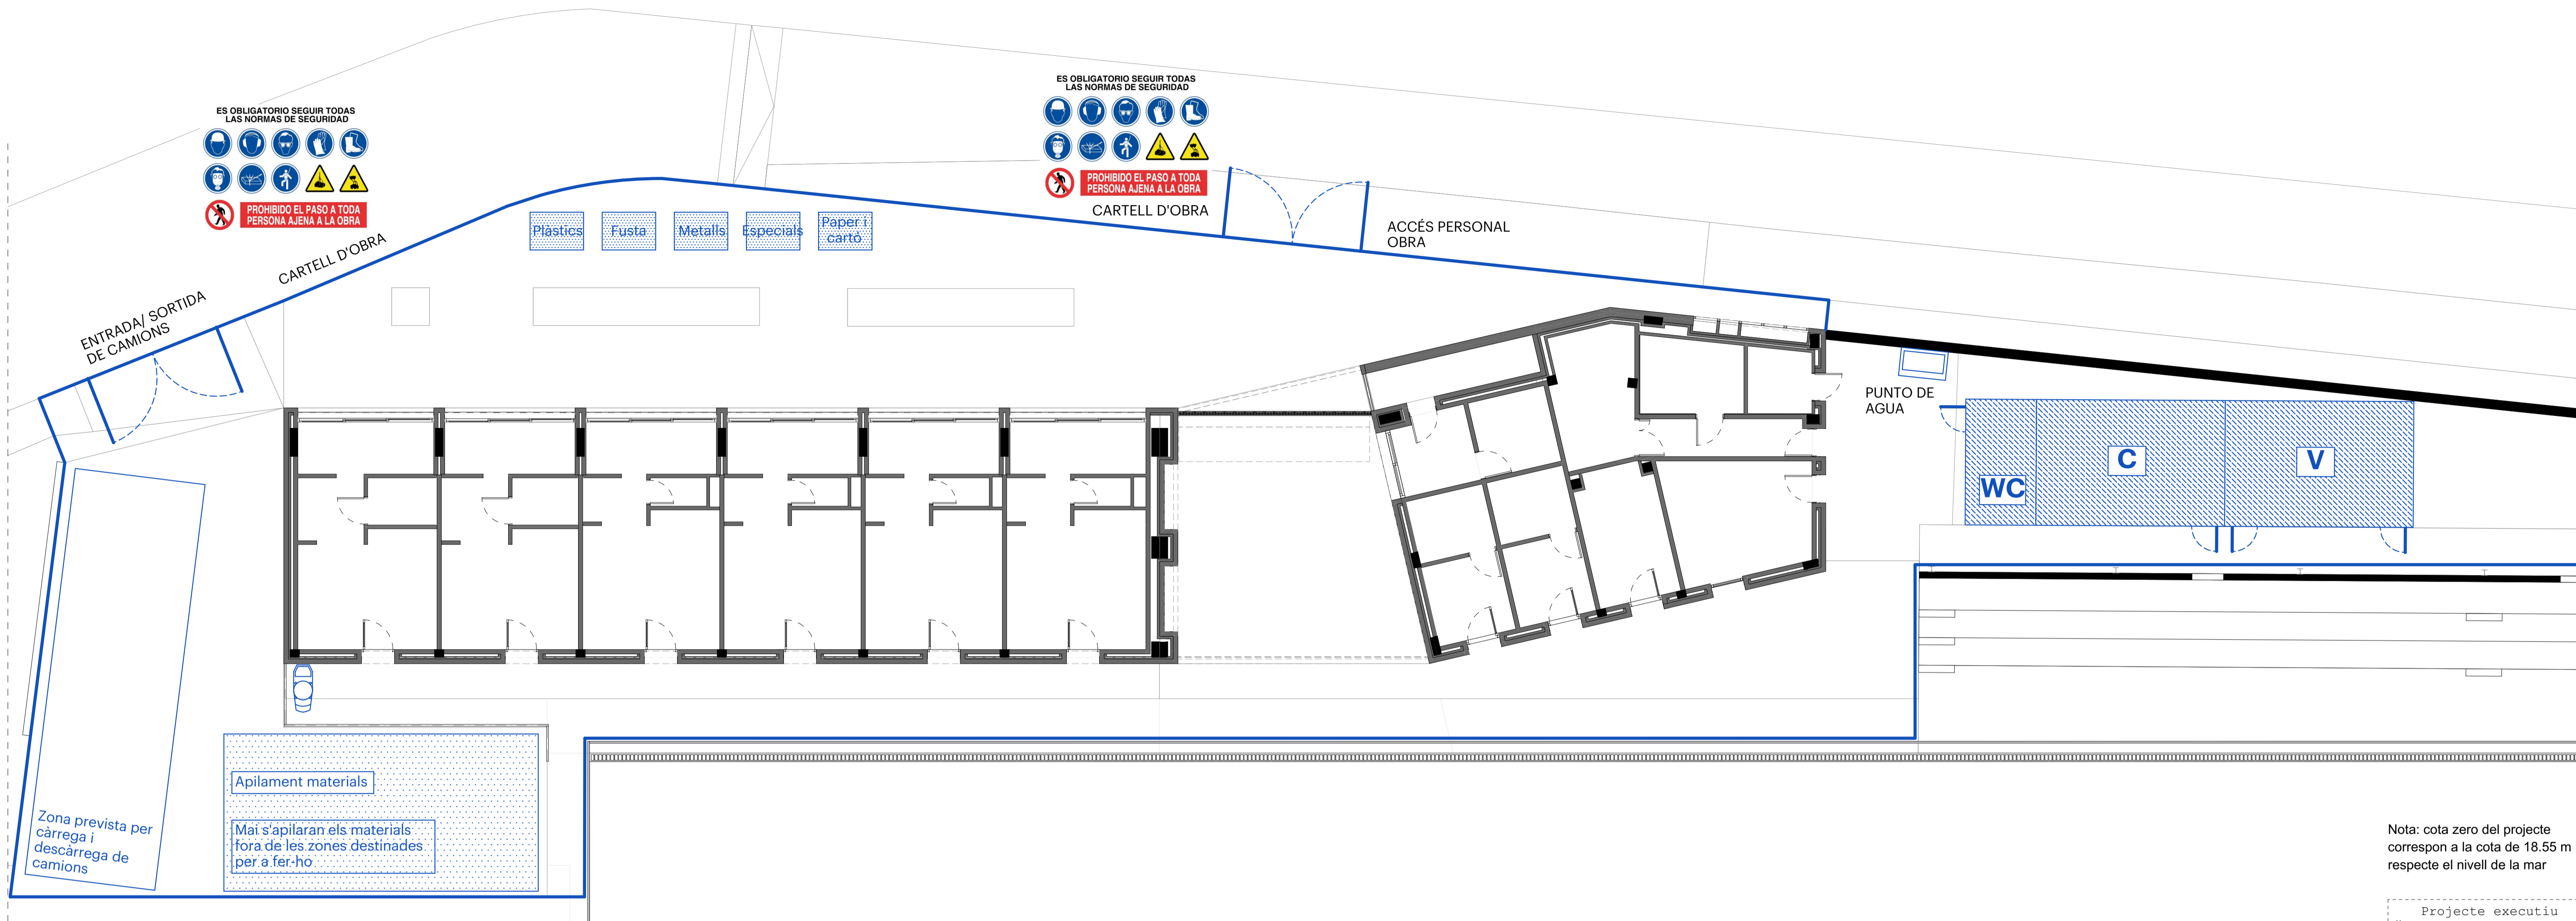 ES OBLIGATORIO SEGUIR TODAS
LAS NORMAS DE SEGURIDAD
PROHIBIDO EL PASO A TODA
PERSONA AJENA A LA OBRA
CARTELL D'OBRA
ENTRADA/ SORTIDA
DE CAMIONS
ES OBLIGATORIO SEGUIR TODAS
LAS NORMAS DE SEGURIDAD
PROHIBIDO EL PASO A TODA
PERSONA AJENA A LA OBRA
CARTELL D'OBRA
ACCÉS PERSONAL
OBRA
Plàstics
Fusta
Metalls
Especials
Paper i
cartó
PUNTO DE
AGUA
WC
C
V
Zona prevista per
càrrega i
descàrrega de
camions
Apilament materials
Mai s'apilaran els materials
fora de les zones destinades
per a fer-ho
Nota: cota zero del projecte
correspon a la cota de 18.55 m
respecte el nivell de la mar
Projecte executiu